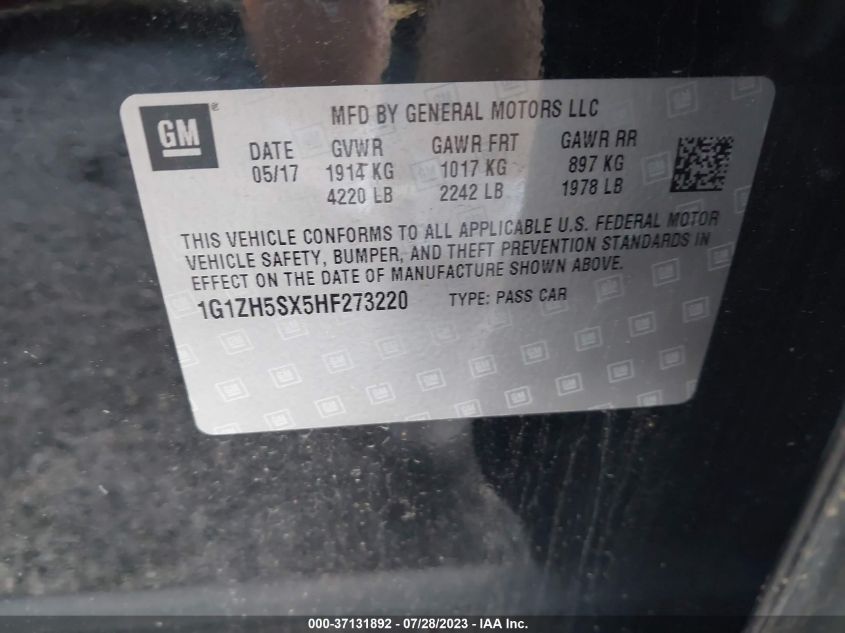 GM®
MFD BY GENERAL MOTORS LLC
DATE GVWR GAWR FRT GAWR RR
05/17 1914 KG 1017 KG 897 KG
4220 LB 2242 LB 1978 LB
THIS VEHICLE CONFORMS TO ALL APPLICABLE U.S. FEDERAL MOTOR
VEHICLE SAFETY, BUMPER, AND THEFT PREVENTION STANDARDS IN
EFFECT ON THE DATE OF MANUFACTURE SHOWN ABOVE.
1G1ZH5SX5HF273220 TYPE: PASS CAR
000-37131892 - 07/28/2023 - IAA Inc.